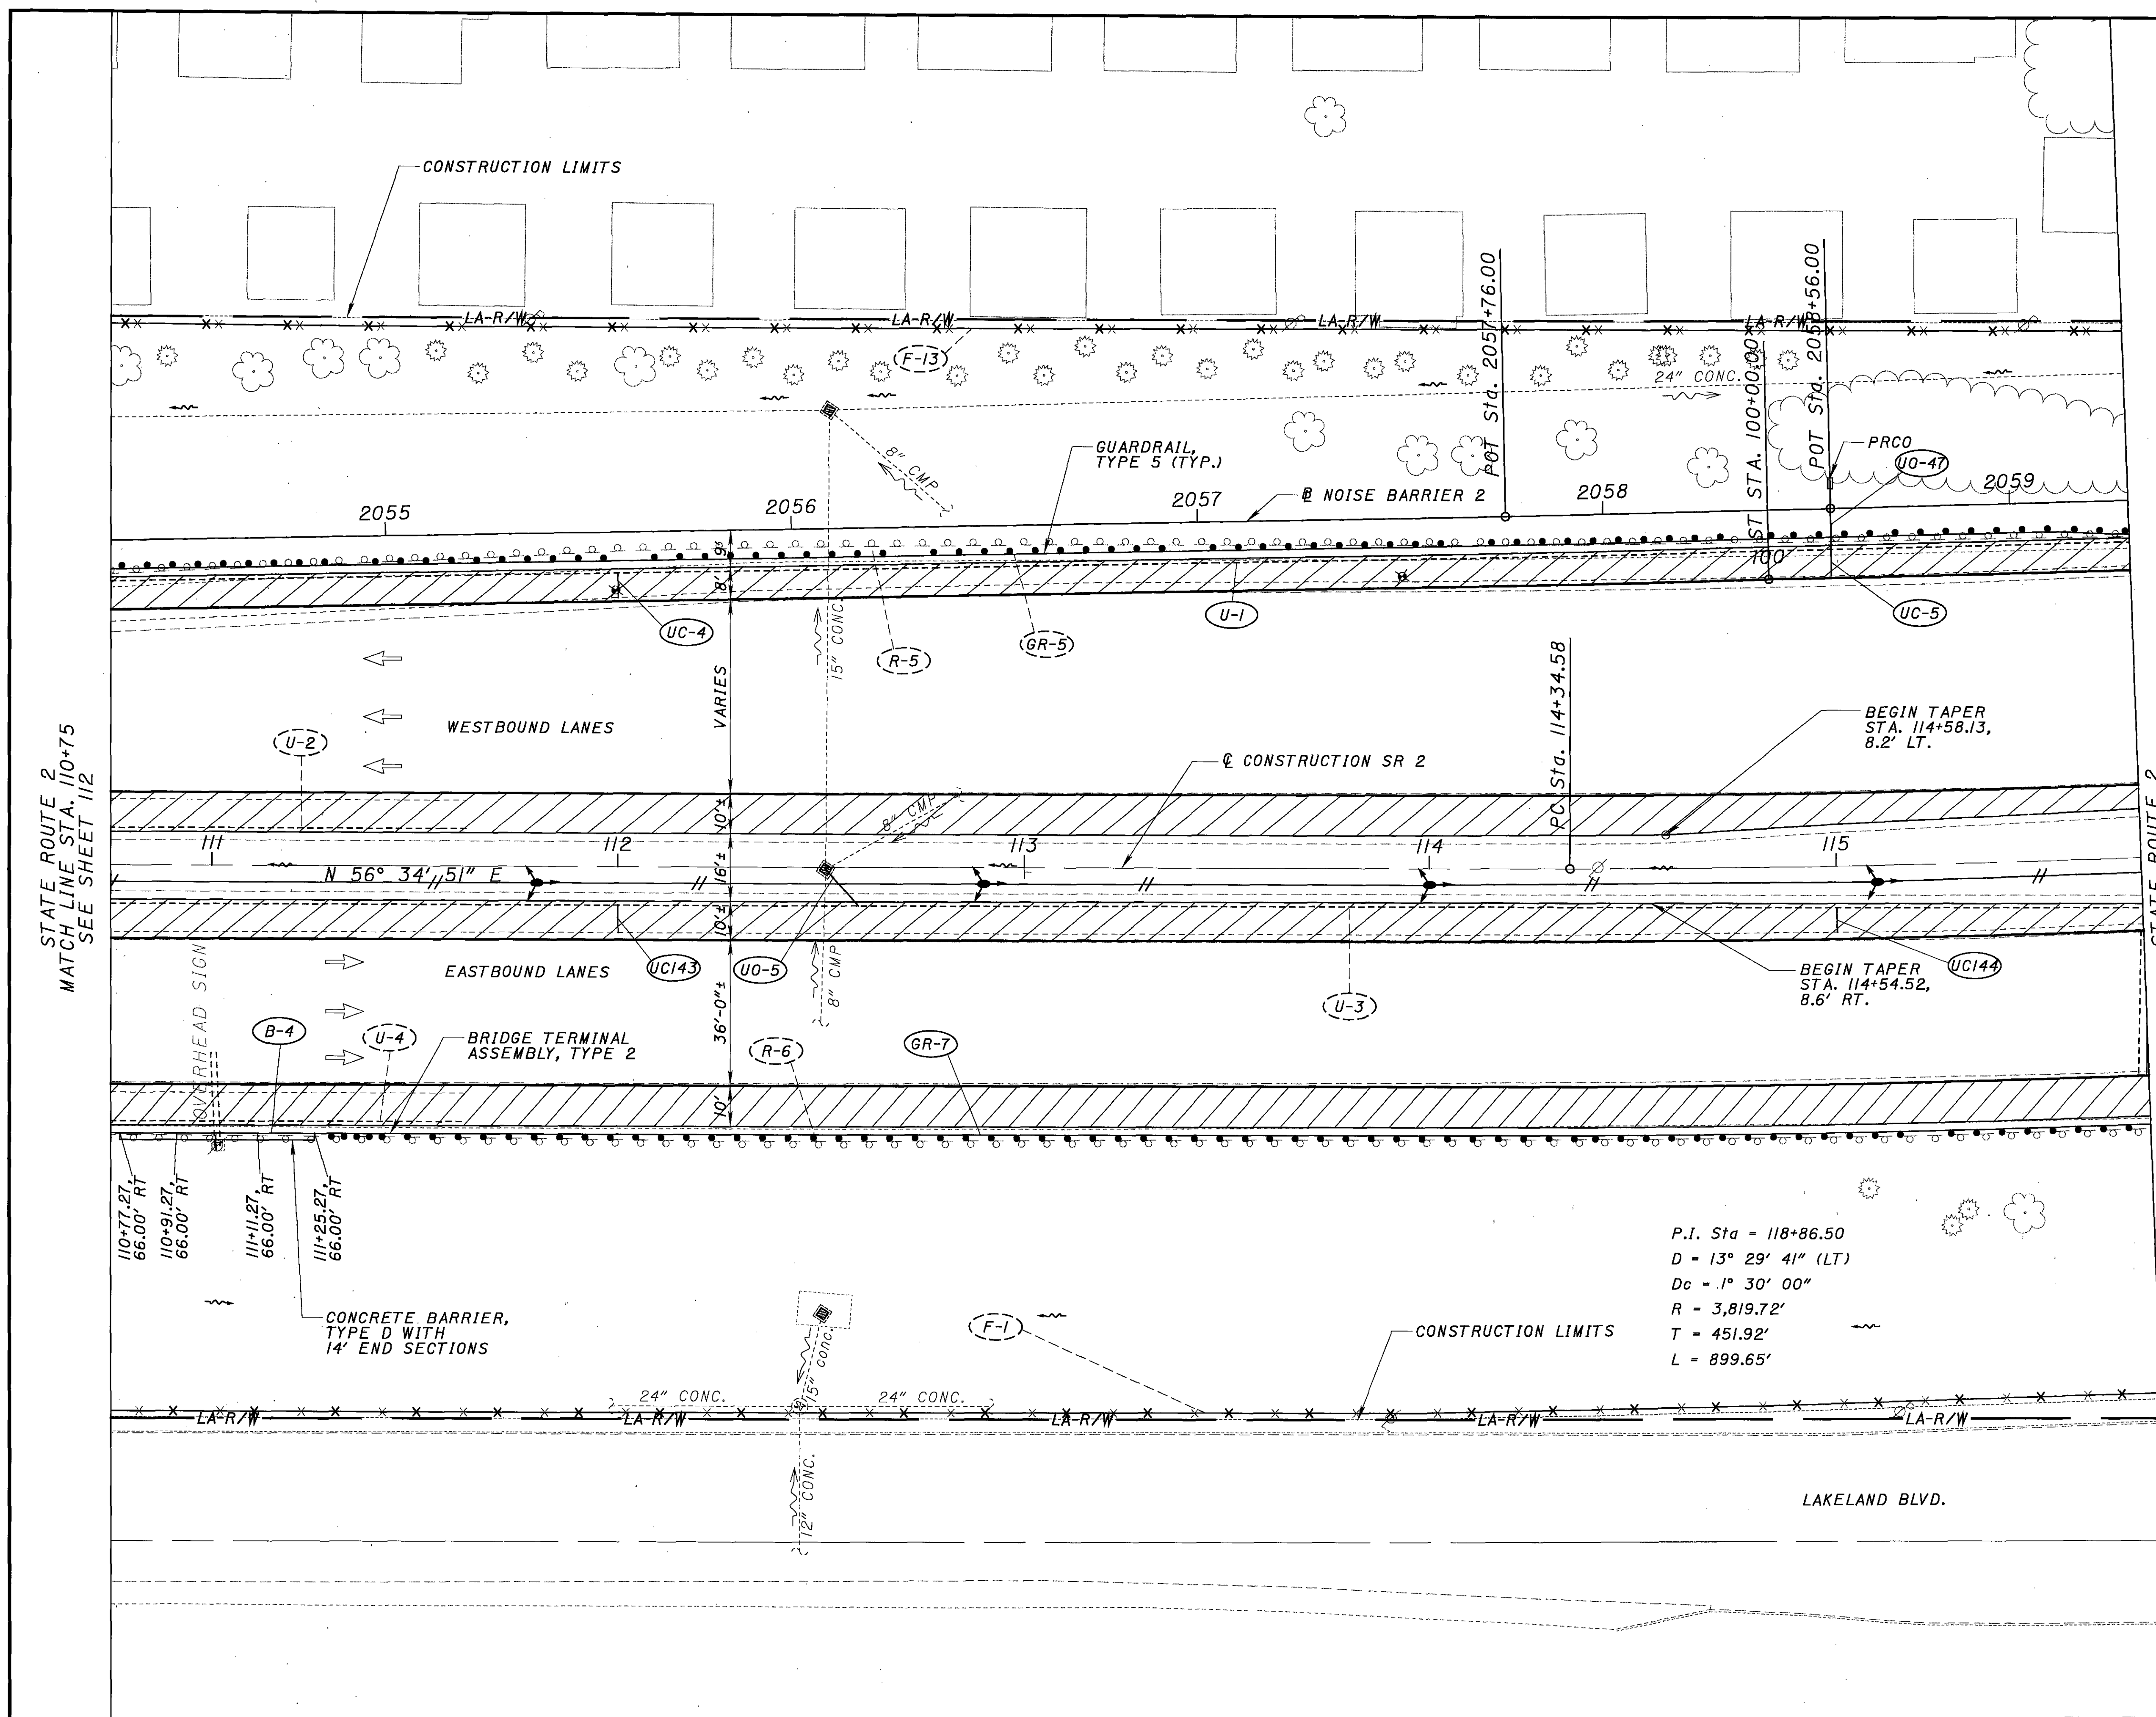 CONSTRUCTION LIMITS
LA-R/W
LA-R/W
LA-R/W
LA-R/W
F-13
POT Sta. 2057+76.00
ST STA. 100+00.00
POT Sta. 2058+56.00
24" CONC.
8" CMP
GUARDRAIL,
TYPE 5 (TYP.)
PRCO
UO-47
2055
2056
2057
2058
2059
℄ NOISE BARRIER 2
9'
8'
100
UC-4
15" CONC.
R-5
GR-5
U-1
UC-5
VARIES
WESTBOUND LANES
U-2
PC Sta. 114+34.58
BEGIN TAPER
STA. 114+58.13,
8.2' LT.
℄ CONSTRUCTION SR 2
STATE ROUTE 2
MATCH LINE STA. 110+75
SEE SHEET 112
STATE ROUTE 2
10'±
8" CMP
111
112
113
114
115
16'±
N 56° 34' 51" E
10'±
OVERHEAD SIGN
EASTBOUND LANES
UC143
UO-5
8" CMP
36'-0"±
U-3
BEGIN TAPER
STA. 114+54.52,
8.6' RT.
UC144
B-4
U-4
BRIDGE TERMINAL
ASSEMBLY, TYPE 2
R-6
GR-7
10'
110+77.27,
66.00' RT
110+91.27,
66.00' RT
111+11.27,
66.00' RT
111+25.27,
66.00' RT
P.I. Sta = 118+86.50
D = 13° 29' 41" (LT)
Dc = 1° 30' 00"
R = 3,819.72'
T = 451.92'
L = 899.65'
CONCRETE BARRIER,
TYPE D WITH
14' END SECTIONS
15" conc.
F-1
CONSTRUCTION LIMITS
24" CONC.
24" CONC.
LA-R/W
LA-R/W
LA-R/W
LA-R/W
LA-R/W
12" CONC.
LAKELAND BLVD.